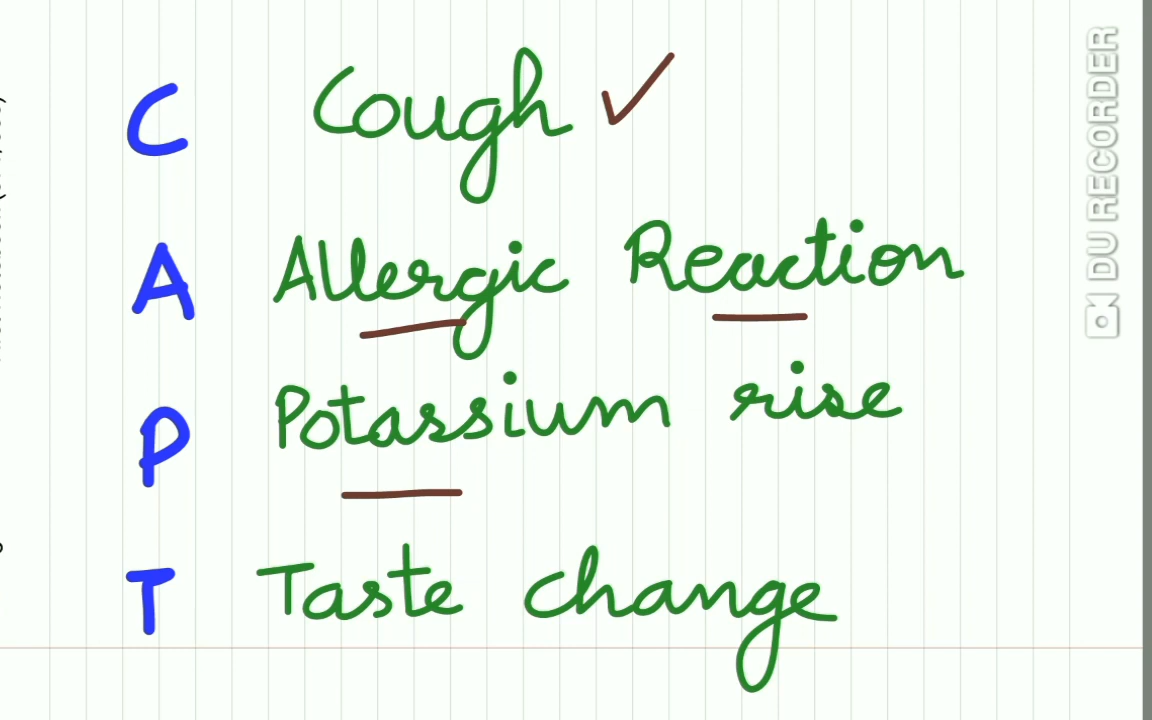 C Cough ✓
A Allergic Reaction
P Potassium rise
T Taste change
DU RECORDER